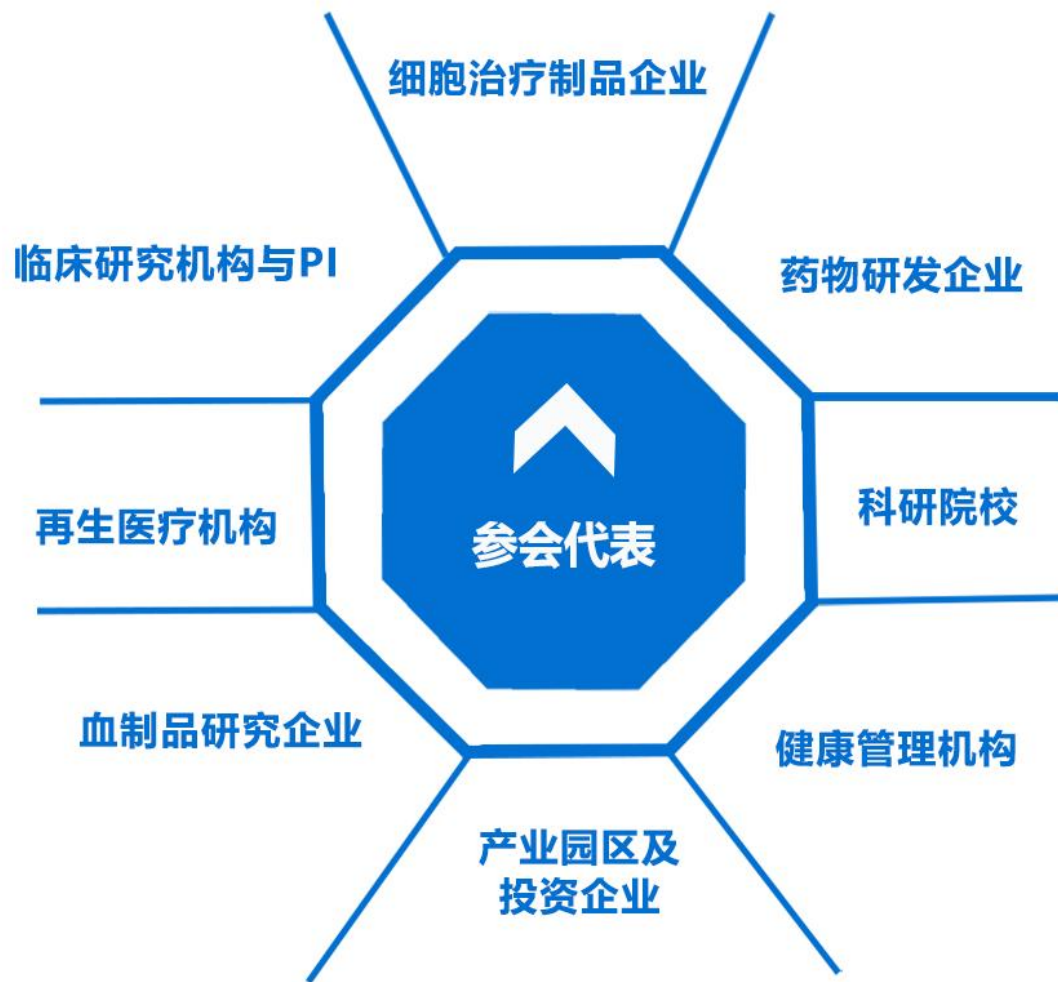 细胞治疗制品企业
临床研究机构与PI
药物研发企业
再生医疗机构
参会代表
科研院校
血制品研究企业
健康管理机构
产业园区及
投资企业